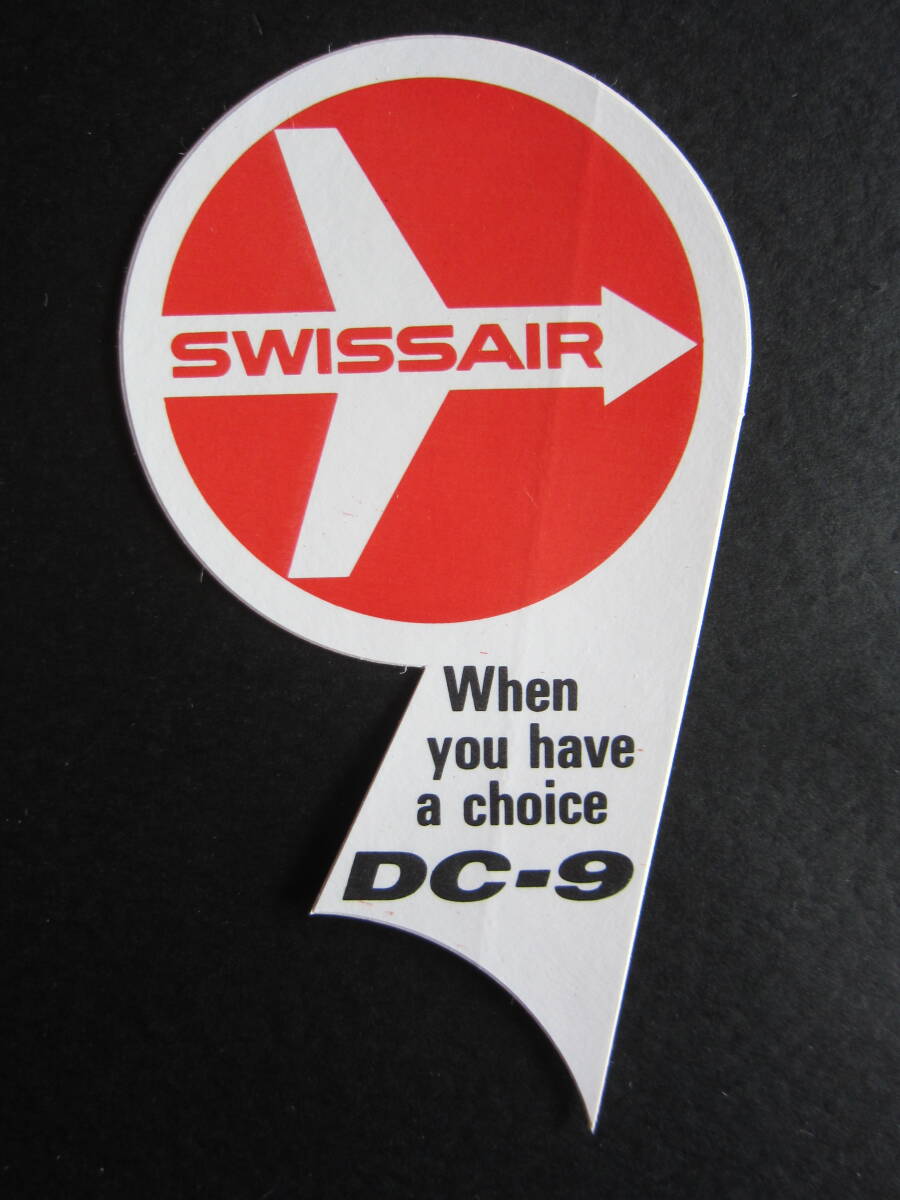 SWISSAIR
When
you have
a choice
DC-9